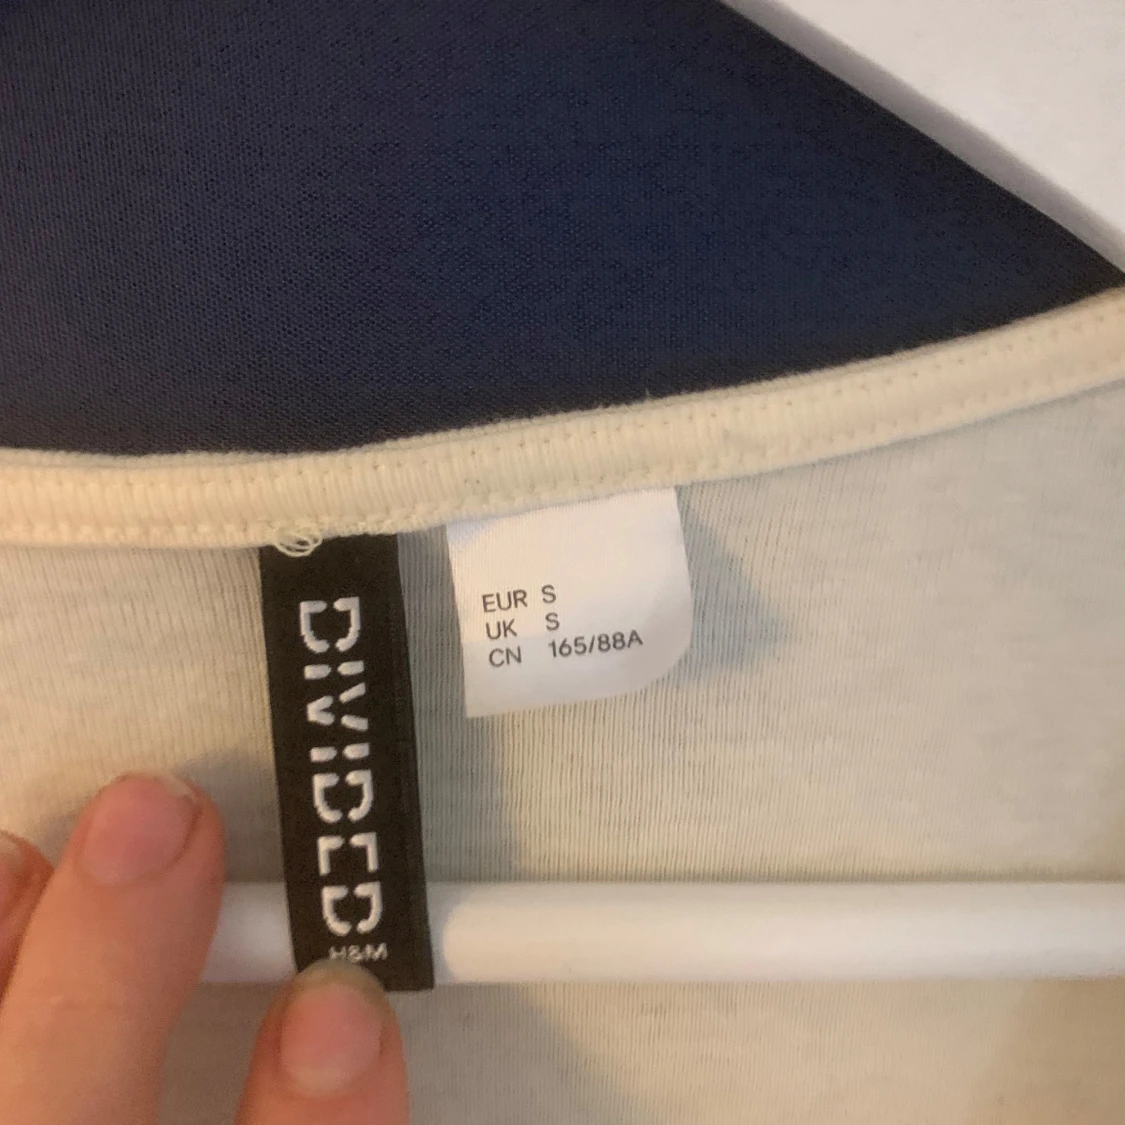 DIVIDED
H&M
EUR S
UK S
CN 165/88A